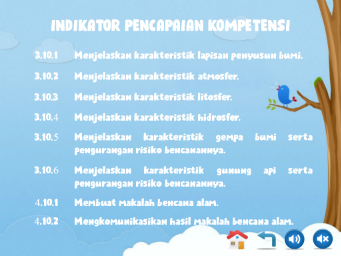 INDIKATOR PENCAPAIAN KOMPETENSI
3.10.1 Menjelaskan karakteristik lapisan penyusun bumi.
3.10.2 Menjelaskan karakteristik atmosfer.
3.10.3 Menjelaskan karakteristik litosfer.
3.10.4 Menjelaskan karakteristik hidrosfer.
3.10.5 Menjelaskan karakteristik gempa bumi serta
pengurangan risiko bencanannya.
3.10.6 Menjelaskan karakteristik gunung api serta
pengurangan risiko bencanannya.
4.10.1 Membuat makalah bencana alam.
4.10.2 Mengkomunikasikan hasil makalah bencana alam.